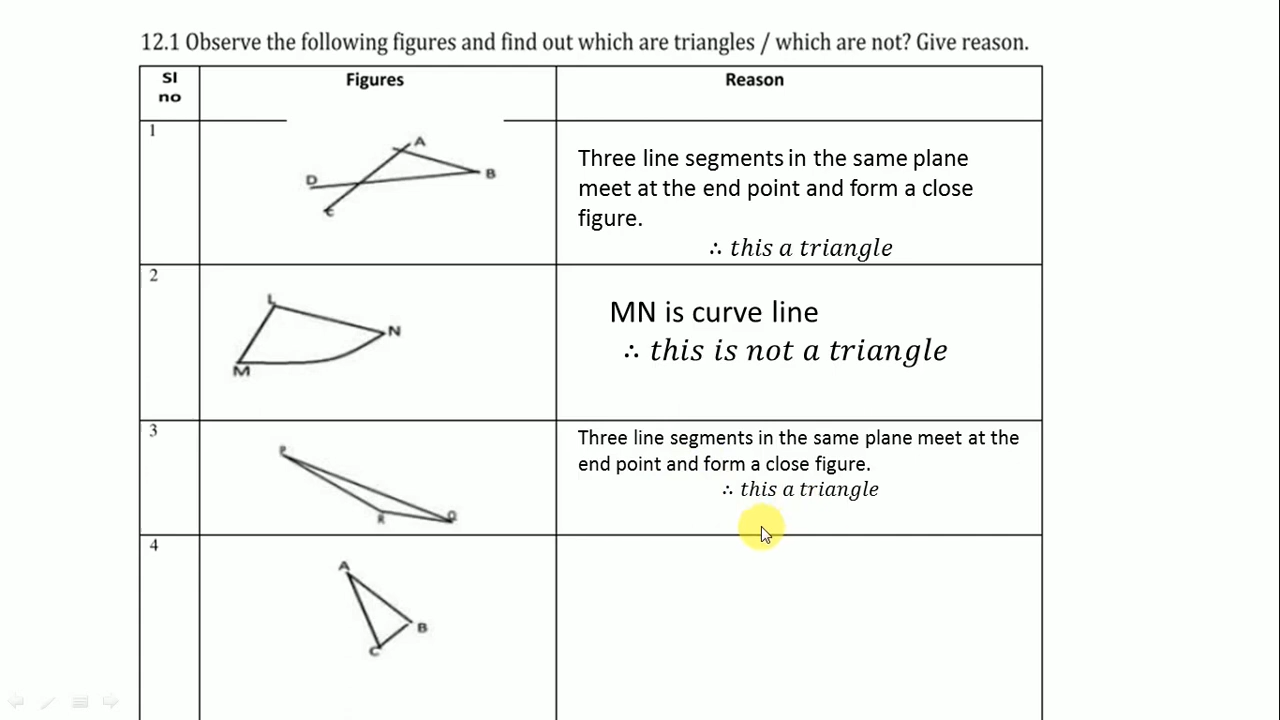 12.1 Observe the following figures and find out which are triangles / which are not? Give reason.
Sl
no
Figures
Reason
1
A
D
B
C
Three line segments in the same plane
meet at the end point and form a close
figure.
∴ this a triangle
2
L
N
M
MN is curve line
∴ this is not a triangle
3
P
R
Q
Three line segments in the same plane meet at the
end point and form a close figure.
∴ this a triangle
4
A
B
C